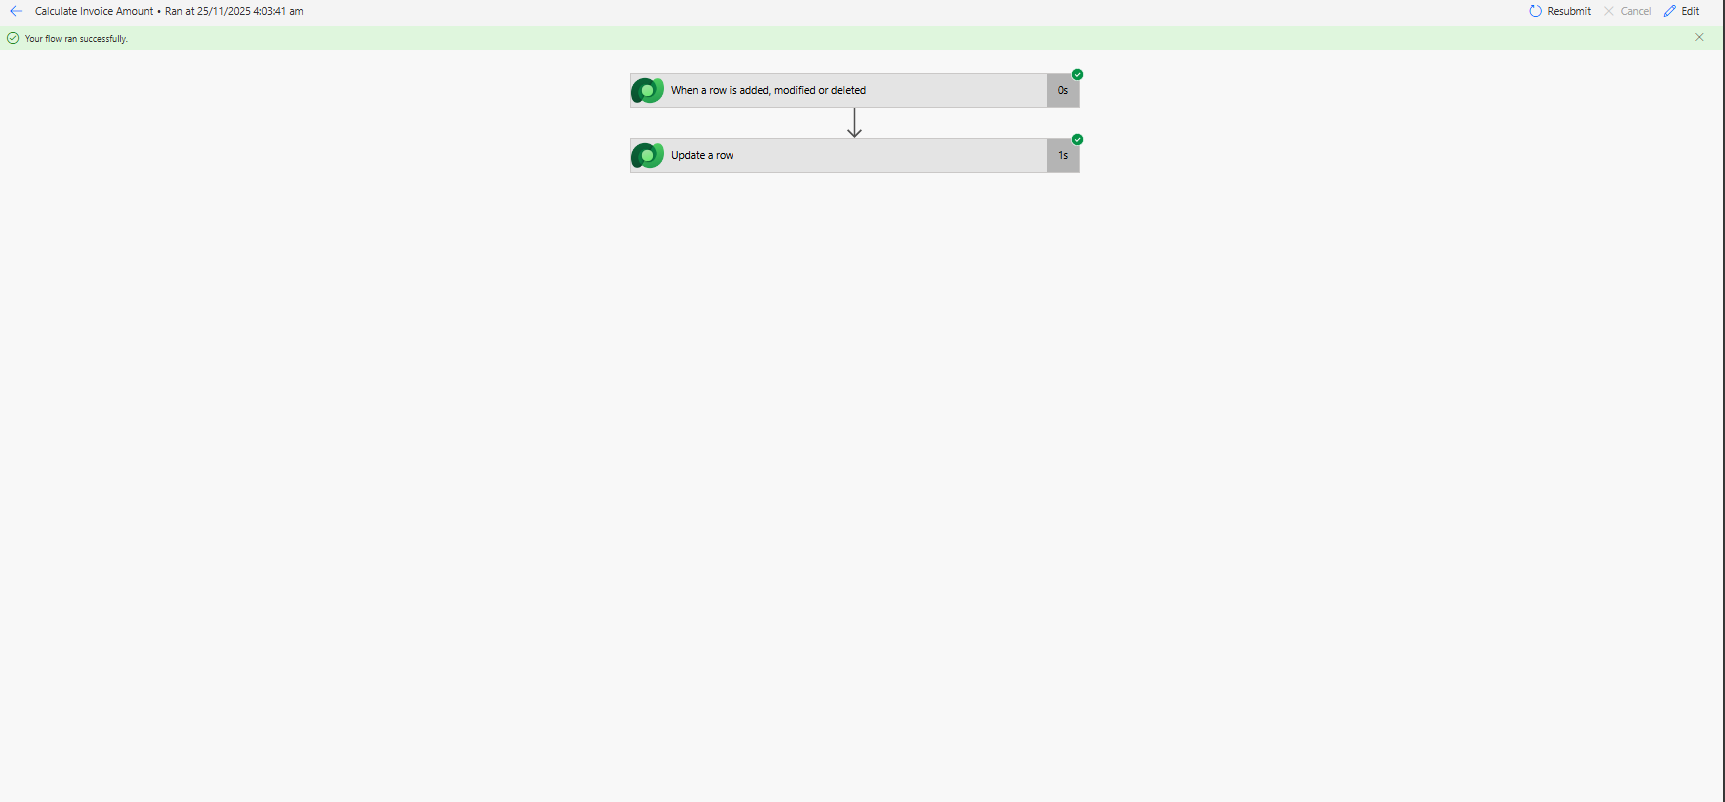 Calculate Invoice Amount • Ran at 25/11/2025 4:03:41 am
Resubmit
Cancel
Edit
Your flow ran successfully.
When a row is added, modified or deleted
0s
Update a row
1s